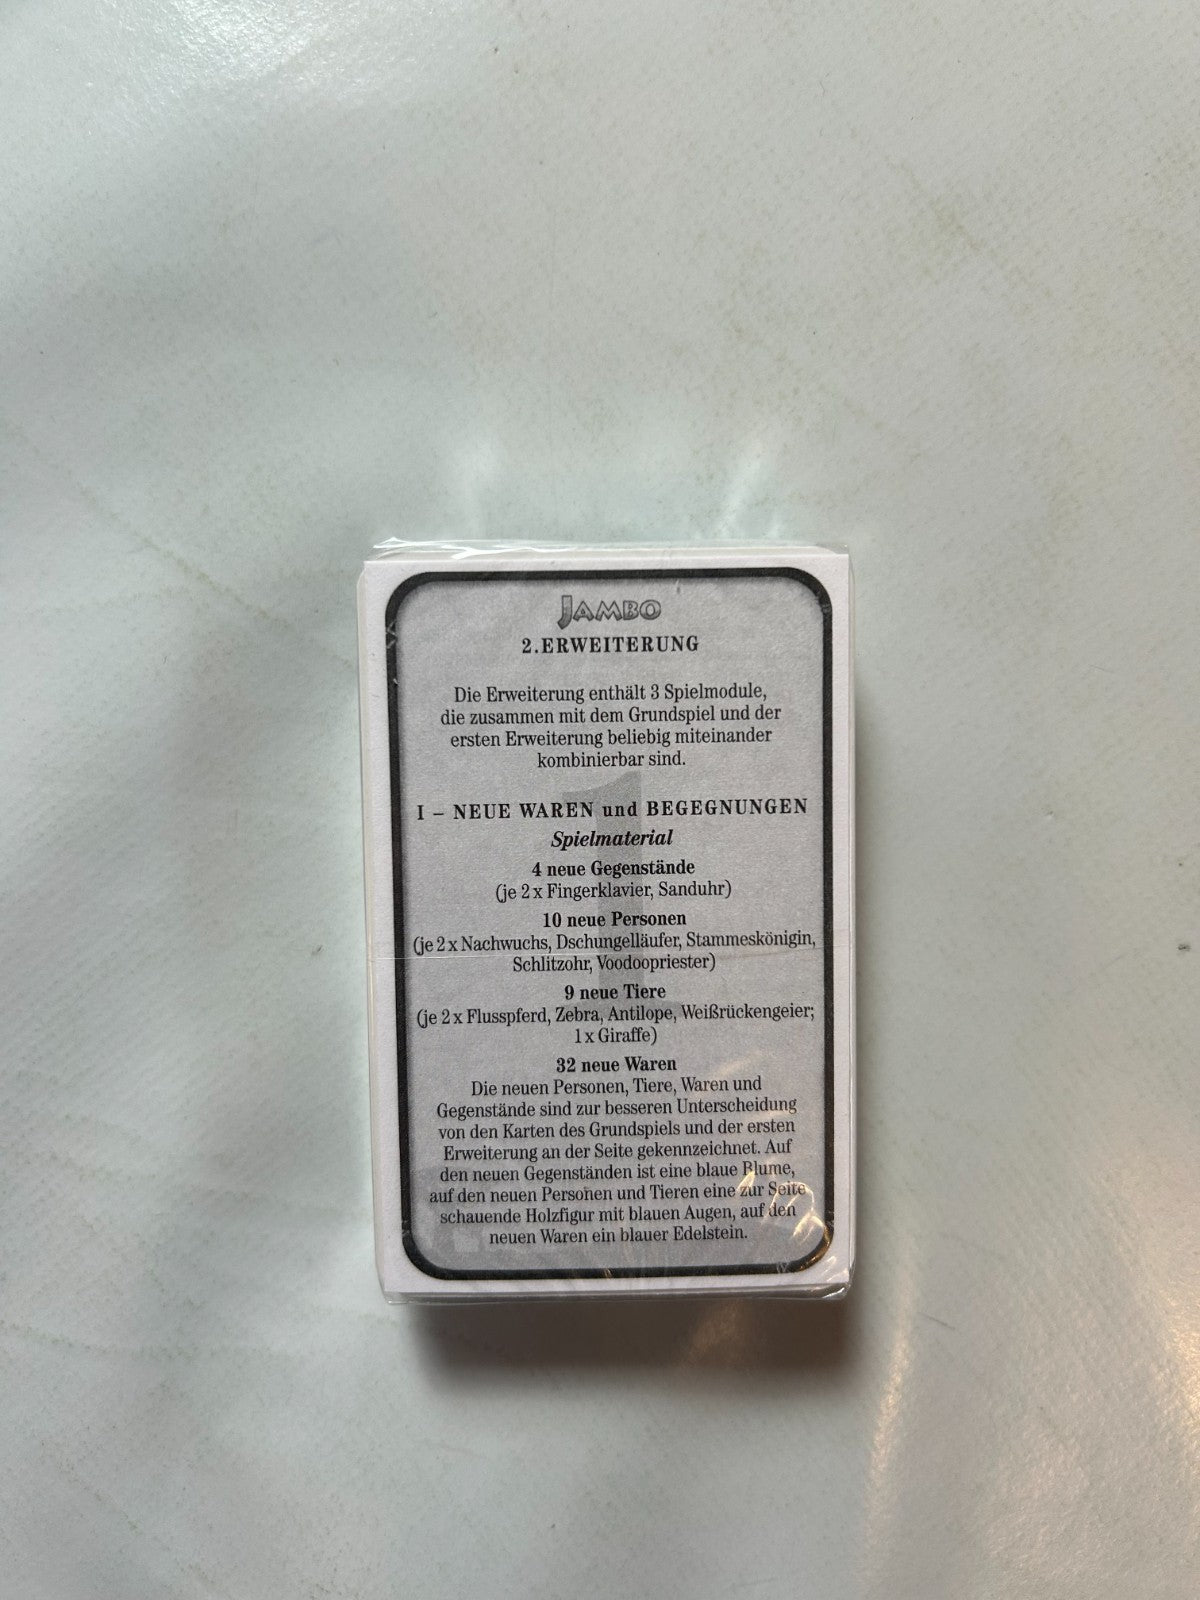 JAMBO
2.ERWEITERUNG
Die Erweiterung enthält 3 Spielmodule,
die zusammen mit dem Grundspiel und der
ersten Erweiterung beliebig miteinander
kombinierbar sind.
1
I – NEUE WAREN und BEGEGNUNGEN
Spielmaterial
4 neue Gegenstände
(je 2 x Fingerklavier, Sanduhr)
10 neue Personen
(je 2 x Nachwuchs, Dschungelläufer, Stammeskönigin,
Schlitzohr, Voodoopriester)
9 neue Tiere
(je 2 x Flusspferd, Zebra, Antilope, Weißrückengeier;
1 x Giraffe)
32 neue Waren
Die neuen Personen, Tiere, Waren und
Gegenstände sind zur besseren Unterscheidung
von den Karten des Grundspiels und der ersten
Erweiterung an der Seite gekennzeichnet. Auf
den neuen Gegenständen ist eine blaue Blume,
auf den neuen Personen und Tieren eine zur Seite
schauende Holzfigur mit blauen Augen, auf den
neuen Waren ein blauer Edelstein.